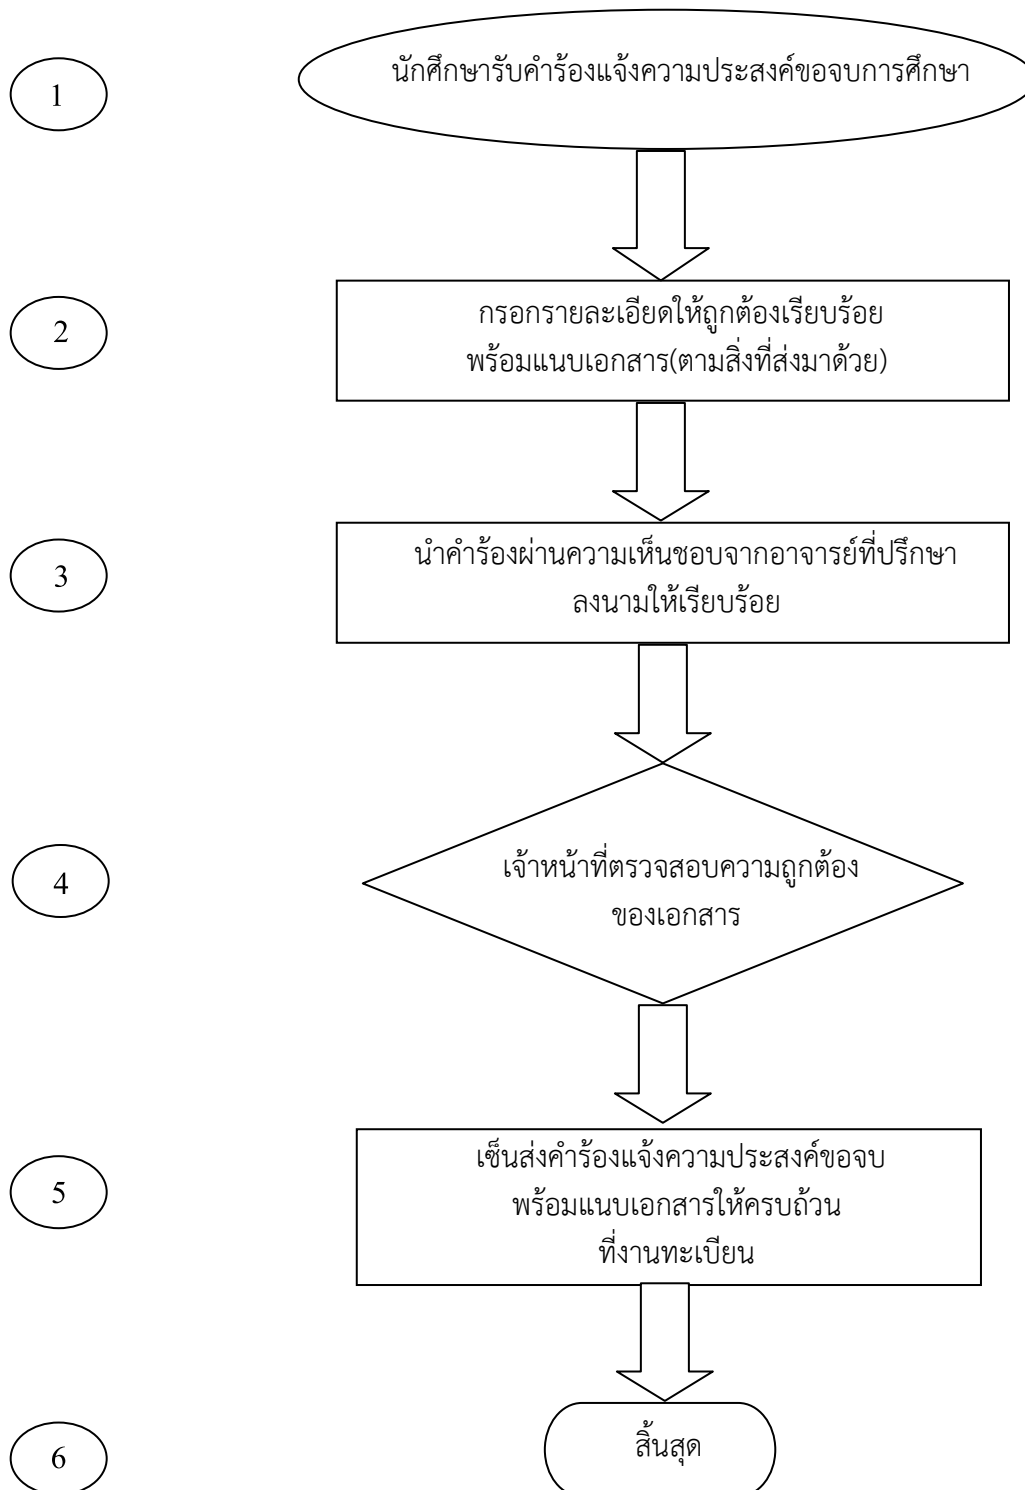 1
นักศึกษารับคำร้องแจ้งความประสงค์ขอจบการศึกษา
2
กรอกรายละเอียดให้ถูกต้องเรียบร้อย
พร้อมแนบเอกสาร(ตามสิ่งที่ส่งมาด้วย)
3
นำคำร้องผ่านความเห็นชอบจากอาจารย์ที่ปรึกษา
ลงนามให้เรียบร้อย
4
เจ้าหน้าที่ตรวจสอบความถูกต้อง
ของเอกสาร
5
เซ็นส่งคำร้องแจ้งความประสงค์ขอจบ
พร้อมแนบเอกสารให้ครบถ้วน
ที่งานทะเบียน
6
สิ้นสุด